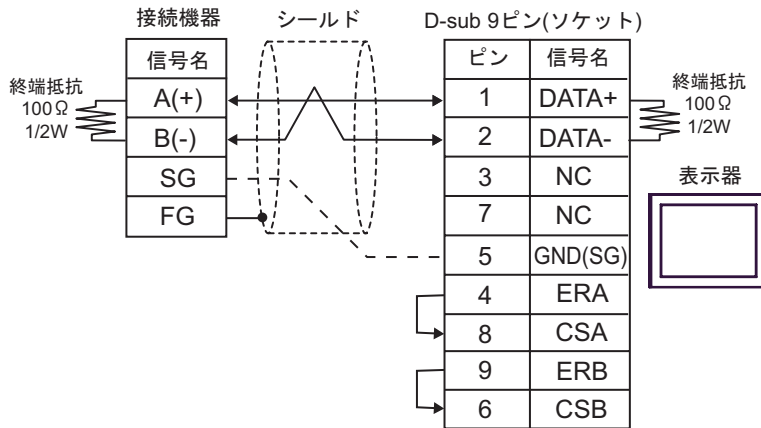 接続機器
シールド
D-sub 9ピン(ソケット)
信号名
A(+)
B(-)
SG
FG
終端抵抗
100Ω
1/2W
ピン 信号名
1 DATA+
2 DATA-
3 NC
7 NC
5 GND(SG)
4 ERA
8 CSA
9 ERB
6 CSB
終端抵抗
100Ω
1/2W
表示器